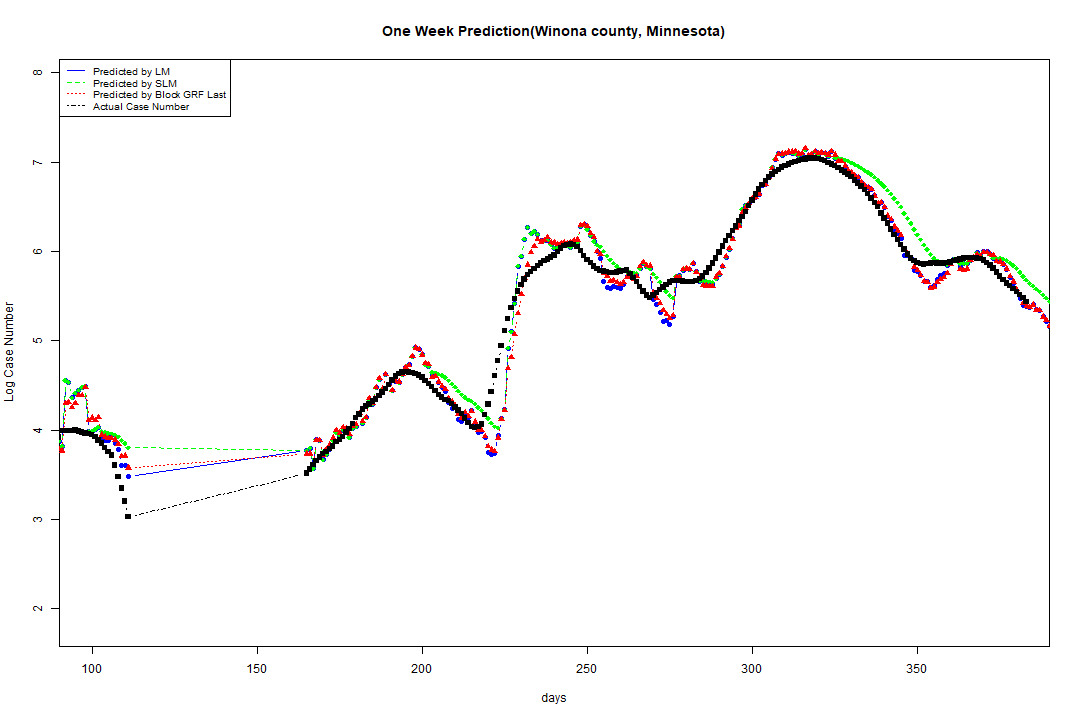 One Week Prediction(Winona county, Minnesota)
Predicted by LM
Predicted by SLM
Predicted by Block GRF Last
Actual Case Number
8
7
6
5
4
3
2
Log Case Number
100 150 200 250 300 350
days